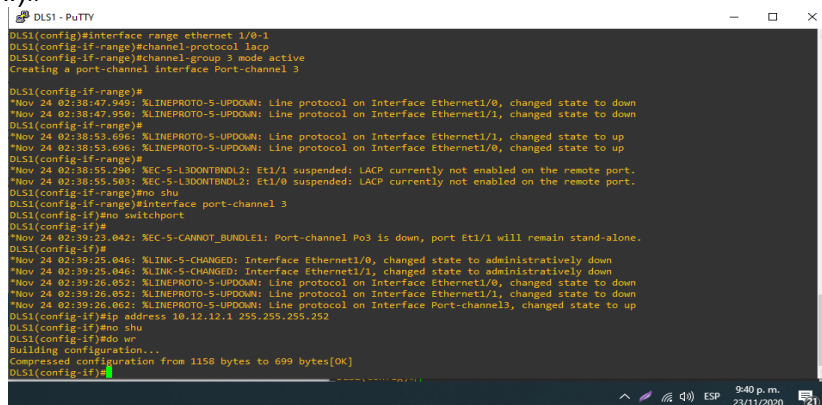 DLS1 - PuTTY
DLS1(config)#interface range ethernet 1/0-1
DLS1(config-if-range)#channel-protocol lacp
DLS1(config-if-range)#channel-group 3 mode active
Creating a port-channel interface Port-channel 3
DLS1(config-if-range)#
*Nov 24 02:38:47.949: %LINEPROTO-5-UPDOWN: Line protocol on Interface Ethernet1/0, changed state to down
*Nov 24 02:38:47.950: %LINEPROTO-5-UPDOWN: Line protocol on Interface Ethernet1/1, changed state to down
DLS1(config-if-range)#
*Nov 24 02:38:53.696: %LINEPROTO-5-UPDOWN: Line protocol on Interface Ethernet1/1, changed state to up
*Nov 24 02:38:53.696: %LINEPROTO-5-UPDOWN: Line protocol on Interface Ethernet1/0, changed state to up
DLS1(config-if-range)#
*Nov 24 02:38:55.290: %EC-5-L3DONTBNDL2: Et1/1 suspended: LACP currently not enabled on the remote port.
*Nov 24 02:38:55.503: %EC-5-L3DONTBNDL2: Et1/0 suspended: LACP currently not enabled on the remote port.
DLS1(config-if-range)#no shu
DLS1(config-if-range)#interface port-channel 3
DLS1(config-if)#no switchport
DLS1(config-if)#
*Nov 24 02:39:23.042: %EC-5-CANNOT_BUNDLE1: Port-channel Po3 is down, port Et1/1 will remain stand-alone.
DLS1(config-if)#
*Nov 24 02:39:25.046: %LINK-5-CHANGED: Interface Ethernet1/0, changed state to administratively down
*Nov 24 02:39:25.046: %LINK-5-CHANGED: Interface Ethernet1/1, changed state to administratively down
*Nov 24 02:39:26.052: %LINEPROTO-5-UPDOWN: Line protocol on Interface Ethernet1/0, changed state to down
*Nov 24 02:39:26.052: %LINEPROTO-5-UPDOWN: Line protocol on Interface Ethernet1/1, changed state to down
*Nov 24 02:39:26.062: %LINEPROTO-5-UPDOWN: Line protocol on Interface Port-channel3, changed state to up
DLS1(config-if)#ip address 10.12.12.1 255.255.255.252
DLS1(config-if)#no shu
DLS1(config-if)#do wr
Building configuration...
Compressed configuration from 1158 bytes to 699 bytes[OK]
DLS1(config-if)#
ESP
9:40 p. m.
23/11/2020
21